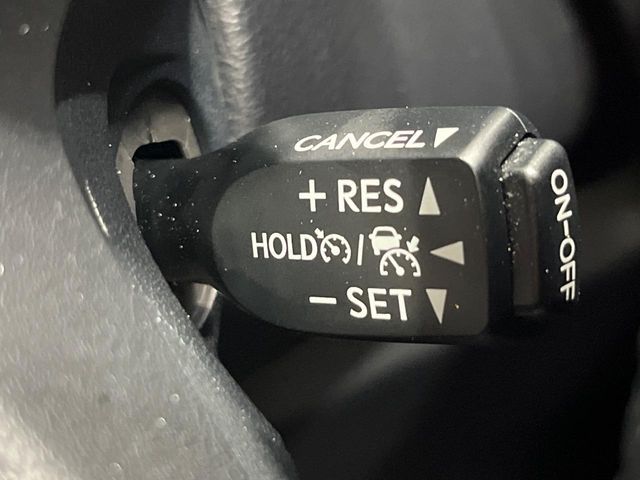 CANCEL
+ RES
HOLD /
− SET
ON-OFF